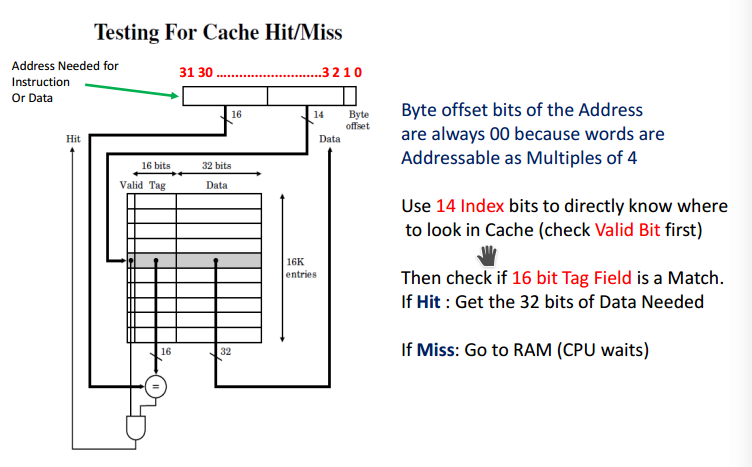 Testing For Cache Hit/Miss
Address Needed for
Instruction
Or Data
31 30 ............................3 2 1 0
16
14
Byte
offset
Hit
Data
16 bits
32 bits
Valid Tag
Data
16K
entries
16
32
=
Byte offset bits of the Address
are always 00 because words are
Addressable as Multiples of 4
Use 14 Index bits to directly know where
to look in Cache (check Valid Bit first)
Then check if 16 bit Tag Field is a Match.
If Hit : Get the 32 bits of Data Needed
If Miss: Go to RAM (CPU waits)